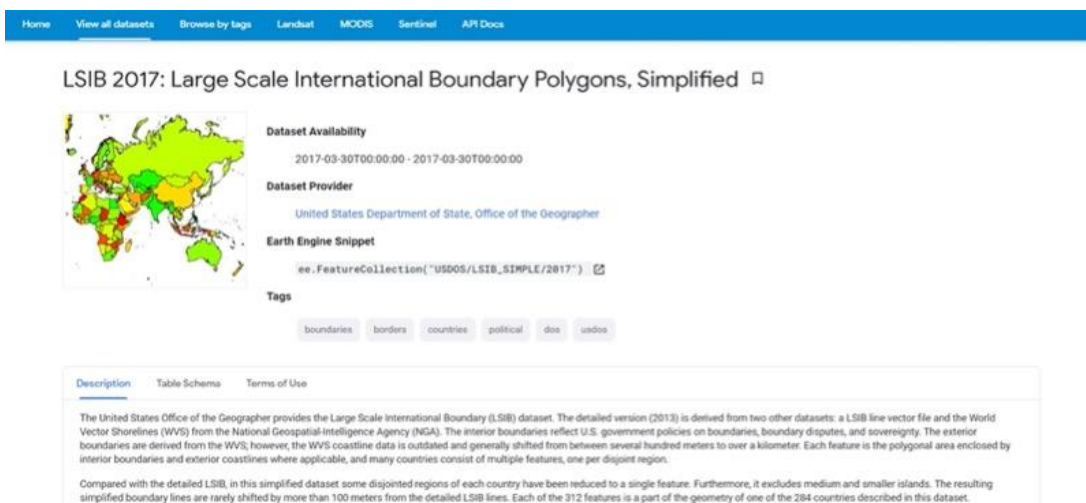 Home View all datasets Browse by tags Landsat MODIS Sentinel API Docs
LSIB 2017: Large Scale International Boundary Polygons, Simplified
Dataset Availability
2017-03-30T00:00:00 - 2017-03-30T00:00:00
Dataset Provider
United States Department of State, Office of the Geographer
Earth Engine Snippet
ee.FeatureCollection("USDOS/LSIB_SIMPLE/2017")
Tags
boundaries borders countries political dos usdos
Description Table Schema Terms of Use
The United States Office of the Geographer provides the Large Scale International Boundary (LSIB) dataset. The detailed version (2013) is derived from two other datasets: a LSIB line vector file and the World
Vector Shorelines (WVS) from the National Geospatial-Intelligence Agency (NGA). The interior boundaries reflect U.S. government policies on boundaries, boundary disputes, and sovereignty. The exterior
boundaries are derived from the WVS; however, the WVS coastline data is outdated and generally shifted from between several hundred meters to over a kilometer. Each feature is the polygonal area enclosed by
interior boundaries and exterior coastlines where applicable, and many countries consist of multiple features, one per disjoint region.
Compared with the detailed LSIB, in this simplified dataset some disjointed regions of each country have been reduced to a single feature. Furthermore, it excludes medium and smaller islands. The resulting
simplified boundary lines are rarely shifted by more than 100 meters from the detailed LSIB lines. Each of the 312 features is a part of the geometry of one of the 284 countries described in this dataset.